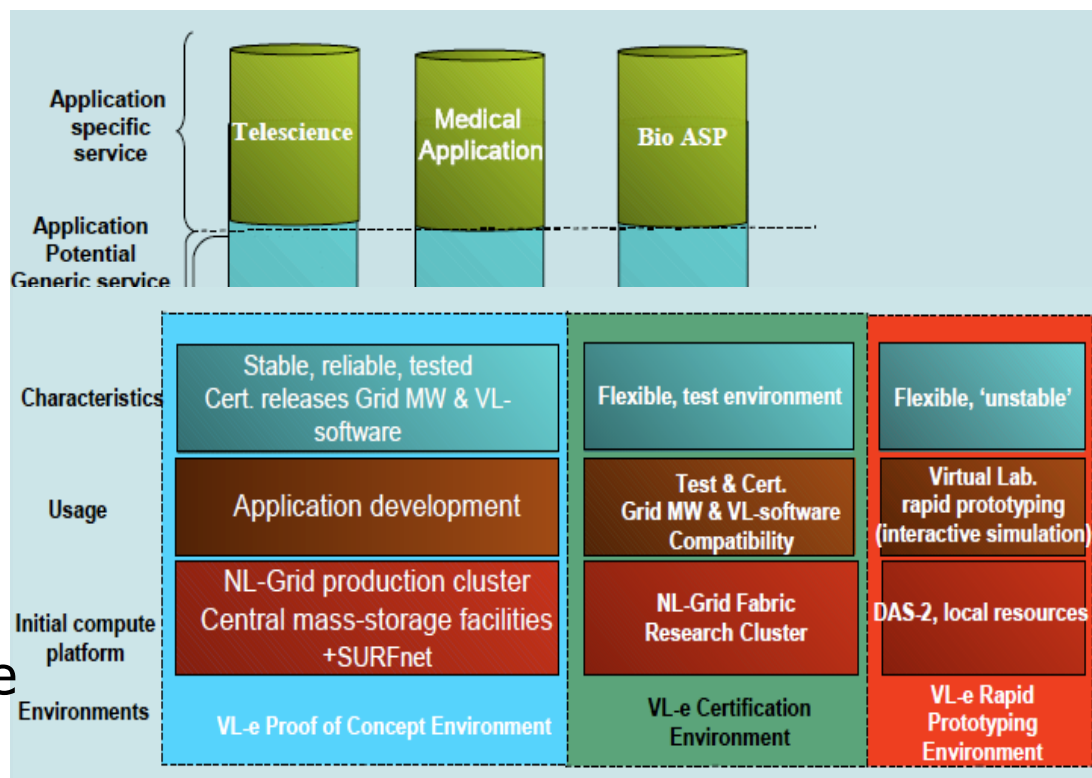 Application
specific
service
Telescience
Medical
Application
Bio ASP
Application
Potential
Generic service
Characteristics
Stable, reliable, tested
Cert. releases Grid MW & VL-
software
Flexible, test environment
Flexible, ‘unstable’
Usage
Application development
Test & Cert.
Grid MW & VL-software
Compatibility
Virtual Lab.
rapid prototyping
(interactive simulation)
Initial compute
platform
NL-Grid production cluster
Central mass-storage facilities
+SURFnet
NL-Grid Fabric
Research Cluster
DAS-2, local resources
e
Environments
VL-e Proof of Concept Environment
VL-e Certification
Environment
VL-e Rapid
Prototyping
Environment